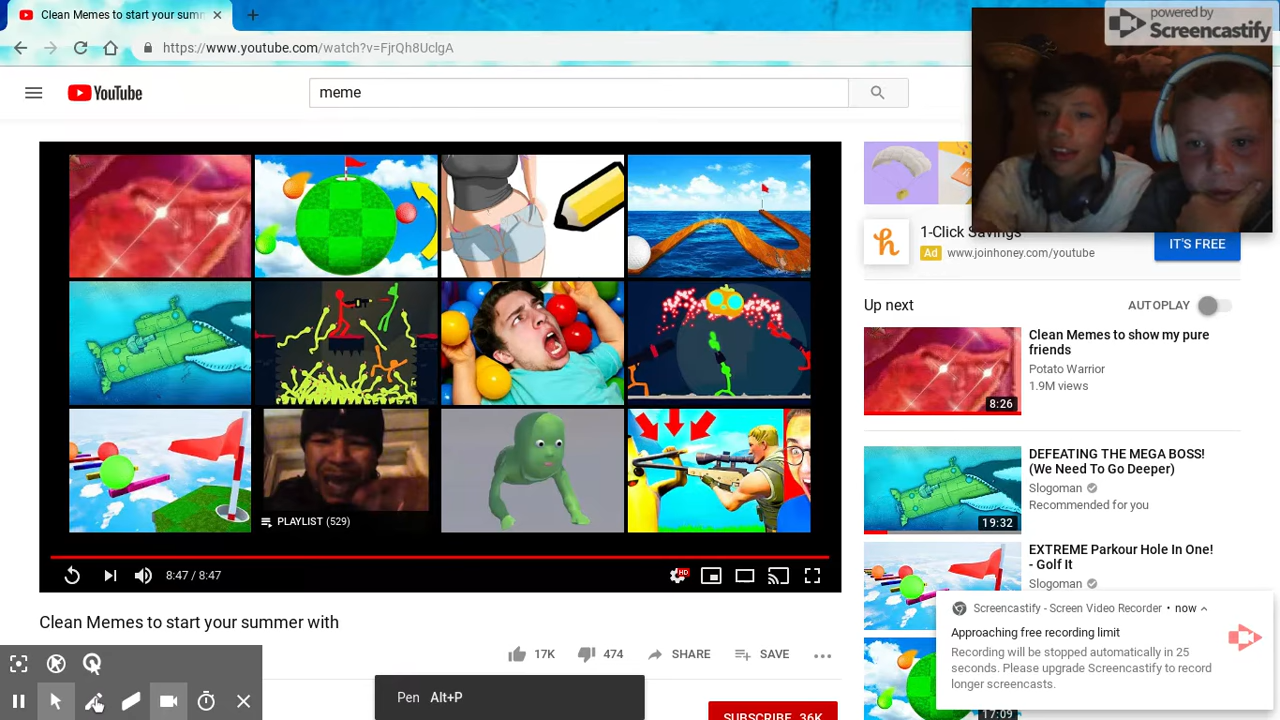 Clean Memes to start your summ
powered by
Screencastify
https://www.youtube.com/watch?v=FjrQh8UclgA
YouTube
meme
1-Click Savings
Ad www.joinhoney.com/youtube
IT'S FREE
Up next
AUTOPLAY
Clean Memes to show my pure
friends
Potato Warrior
1.9M views
8:26
DEFEATING THE MEGA BOSS!
(We Need To Go Deeper)
Slogoman
Recommended for you
19:32
EXTREME Parkour Hole In One!
- Golf It
Slogoman
PLAYLIST (529)
8:47 / 8:47
HD
Clean Memes to start your summer with
17K
474
SHARE
SAVE
Screencastify - Screen Video Recorder • now
Approaching free recording limit
Recording will be stopped automatically in 25
seconds. Please upgrade Screencastify to record
longer screencasts.
Pen Alt+P
SUBSCRIBE 36K
17:09